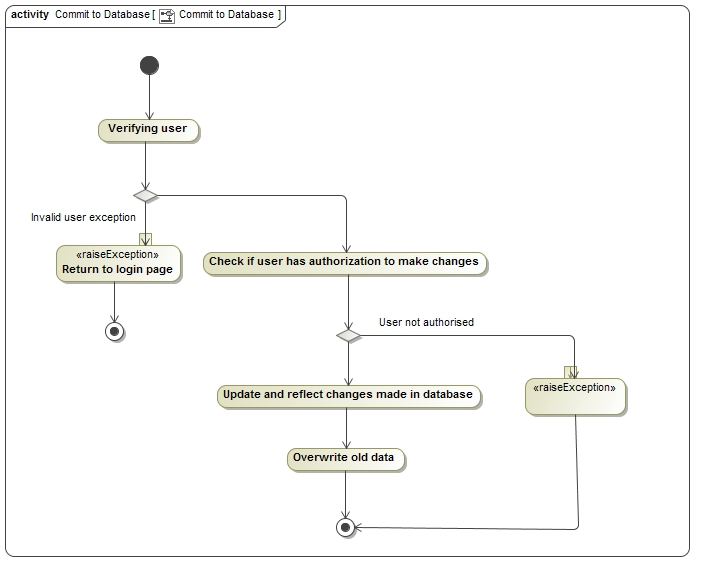 activity Commit to Database [ Commit to Database ]
Verifying user
Invalid user exception
«raiseException»
Return to login page
Check if user has authorization to make changes
User not authorised
Update and reflect changes made in database
«raiseException»
Overwrite old data